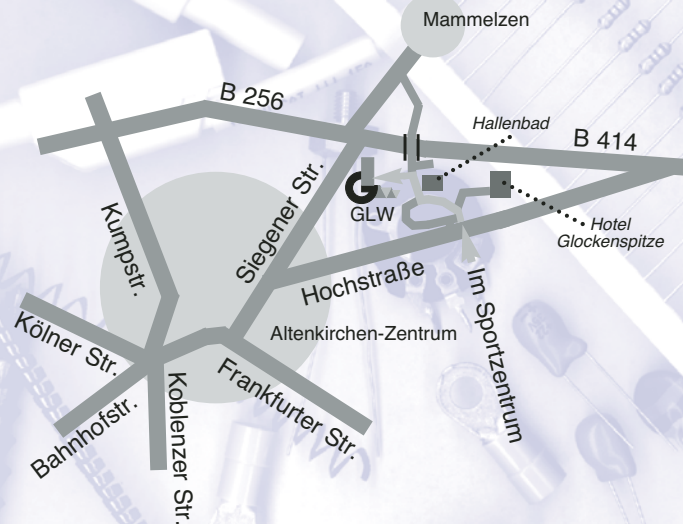 Mammelzen
B 256
Hallenbad
B 414
GLW
Hotel
Glockenspitze
Kumpstr.
Siegener Str.
Hochstraße
Im Sportzentrum
Altenkirchen-Zentrum
Kölner Str.
Frankfurter Str.
Bahnhofstr.
Koblenzer Str.